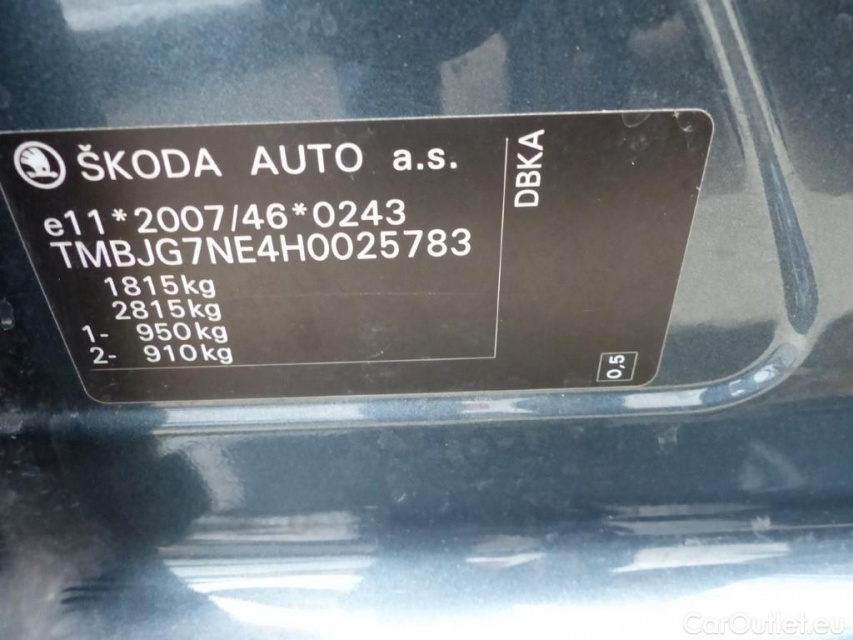 ŠKODA AUTO a.s.
e11*2007/46*0243
TMBJG7NE4H0025783
1815kg
2815kg
1- 950kg
2- 910kg
DBKA
0,5
CarOutlet.eu